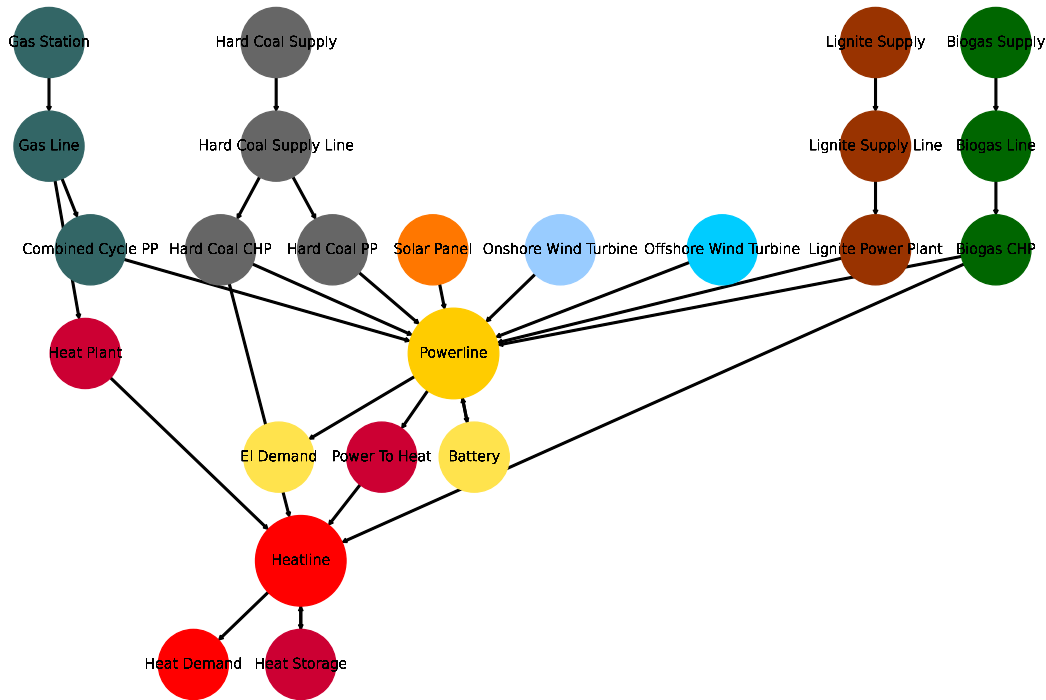 Gas Station
Hard Coal Supply
Lignite Supply
Biogas Supply
Gas Line
Hard Coal Supply Line
Lignite Supply Line
Biogas Line
Combined Cycle PP
Hard Coal CHP
Hard Coal PP
Solar Panel
Onshore Wind Turbine
Offshore Wind Turbine
Lignite Power Plant
Biogas CHP
Heat Plant
Powerline
El Demand
Power To Heat
Battery
Heatline
Heat Demand
Heat Storage